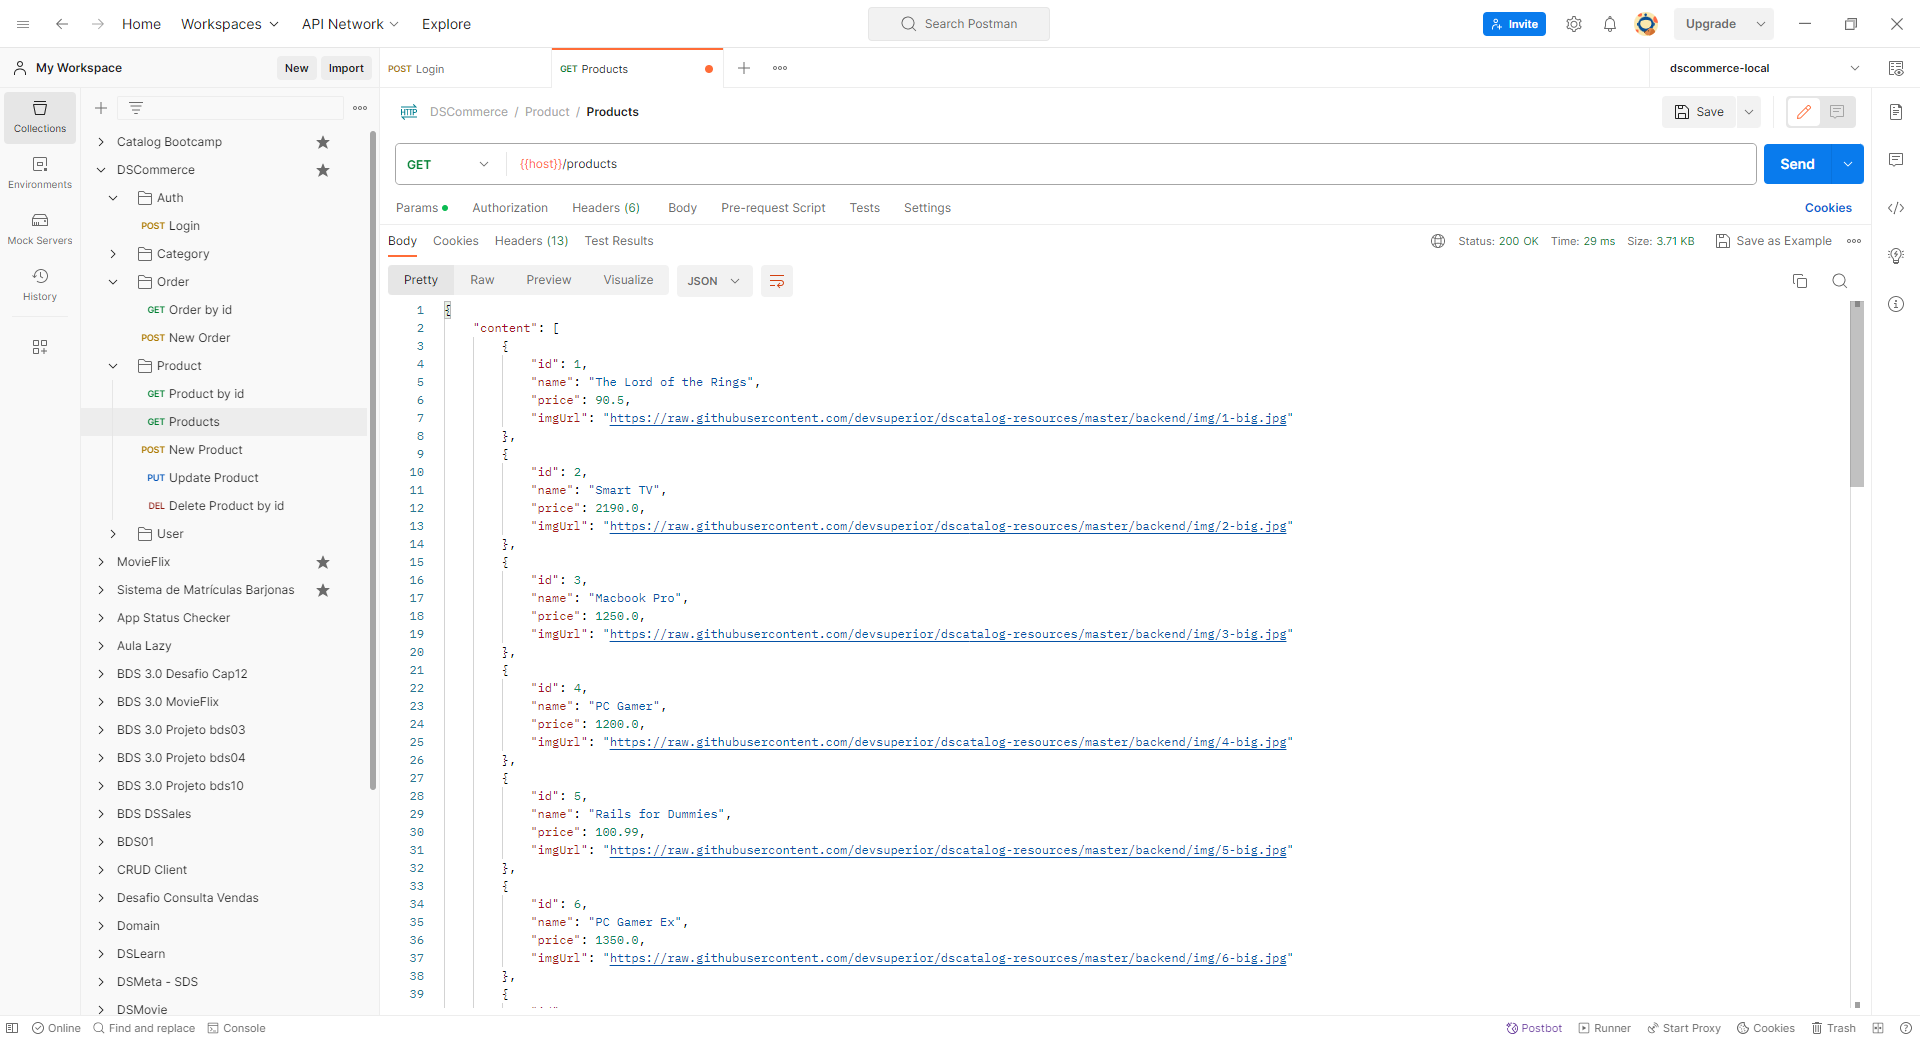 Home
Workspaces
API Network
Explore
Search Postman
Invite
Upgrade
My Workspace
New
Import
POST Login
GET Products
dscommerce-local
Collections
Environments
Mock Servers
History
Catalog Bootcamp
DSCommerce
Auth
POST Login
Category
Order
GET Order by id
POST New Order
Product
GET Product by id
GET Products
POST New Product
PUT Update Product
DEL Delete Product by id
User
MovieFlix
Sistema de Matrículas Barjonas
App Status Checker
Aula Lazy
BDS 3.0 Desafio Cap12
BDS 3.0 MovieFlix
BDS 3.0 Projeto bds03
BDS 3.0 Projeto bds04
BDS 3.0 Projeto bds10
BDS DSSales
BDS01
CRUD Client
Desafio Consulta Vendas
Domain
DSLearn
DSMeta - SDS
DSMovie
HTTP DSCommerce / Product / Products
Save
GET {{host}}/products
Send
Params Authorization Headers (6) Body Pre-request Script Tests Settings
Cookies
Body Cookies Headers (13) Test Results
Status: 200 OK Time: 29 ms Size: 3.71 KB
Save as Example
Pretty Raw Preview Visualize
JSON
1 {
2 "content": [
3 {
4 "id": 1,
5 "name": "The Lord of the Rings",
6 "price": 90.5,
7 "imgUrl": "https://raw.githubusercontent.com/devsuperior/dscatalog-resources/master/backend/img/1-big.jpg"
8 },
9 {
10 "id": 2,
11 "name": "Smart TV",
12 "price": 2190.0,
13 "imgUrl": "https://raw.githubusercontent.com/devsuperior/dscatalog-resources/master/backend/img/2-big.jpg"
14 },
15 {
16 "id": 3,
17 "name": "Macbook Pro",
18 "price": 1250.0,
19 "imgUrl": "https://raw.githubusercontent.com/devsuperior/dscatalog-resources/master/backend/img/3-big.jpg"
20 },
21 {
22 "id": 4,
23 "name": "PC Gamer",
24 "price": 1200.0,
25 "imgUrl": "https://raw.githubusercontent.com/devsuperior/dscatalog-resources/master/backend/img/4-big.jpg"
26 },
27 {
28 "id": 5,
29 "name": "Rails for Dummies",
30 "price": 100.99,
31 "imgUrl": "https://raw.githubusercontent.com/devsuperior/dscatalog-resources/master/backend/img/5-big.jpg"
32 },
33 {
34 "id": 6,
35 "name": "PC Gamer Ex",
36 "price": 1350.0,
37 "imgUrl": "https://raw.githubusercontent.com/devsuperior/dscatalog-resources/master/backend/img/6-big.jpg"
38 },
39 {
Online
Find and replace
Console
Postbot
Runner
Start Proxy
Cookies
Trash